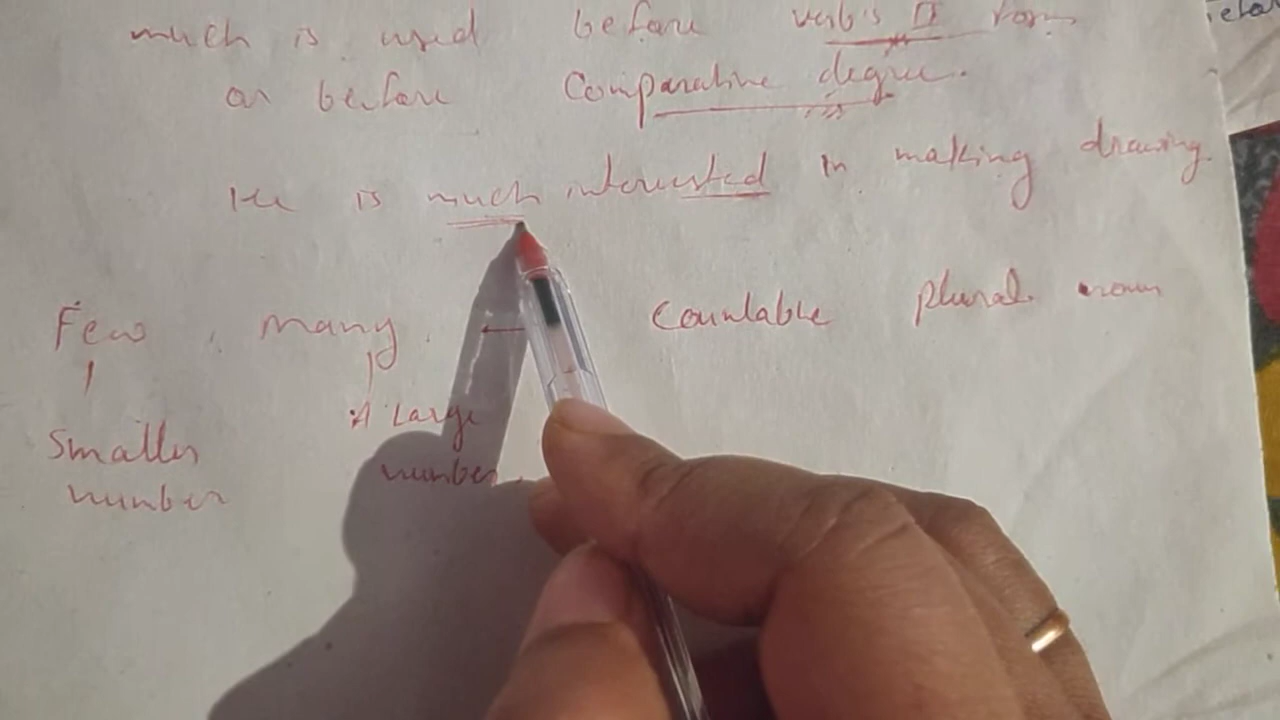 much is used before verb's III form
or before Comparative degree.
He is much interested in making drawing.
Few, many ← Countable plural noun
Smaller number
A Large number.